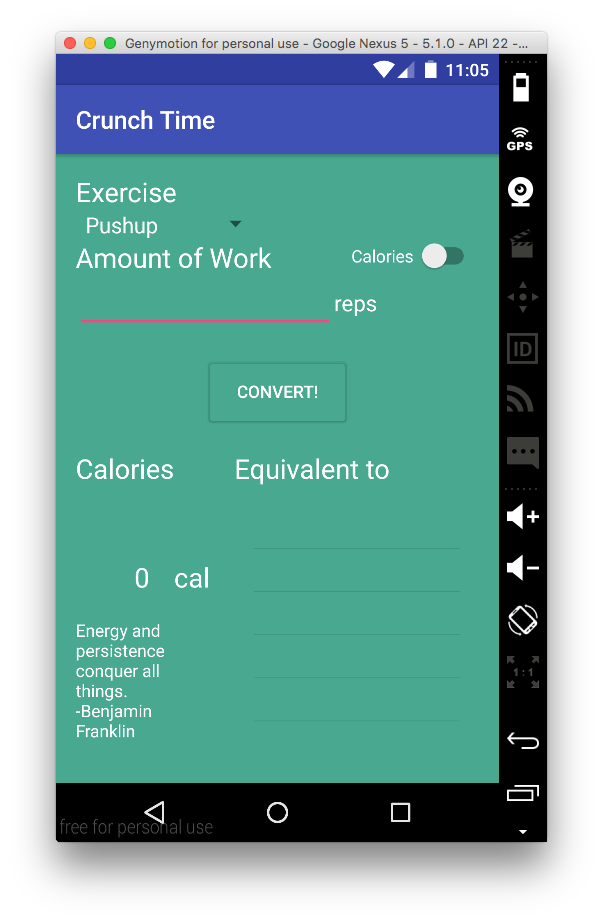 Genymotion for personal use - Google Nexus 5 - 5.1.0 - API 22 -...
11:05
Crunch Time
GPS
Exercise
Pushup
Amount of Work
Calories
reps
ID
CONVERT!
Calories
Equivalent to
0 cal
Energy and
persistence
conquer all
things.
-Benjamin
Franklin
1:1
free for personal use